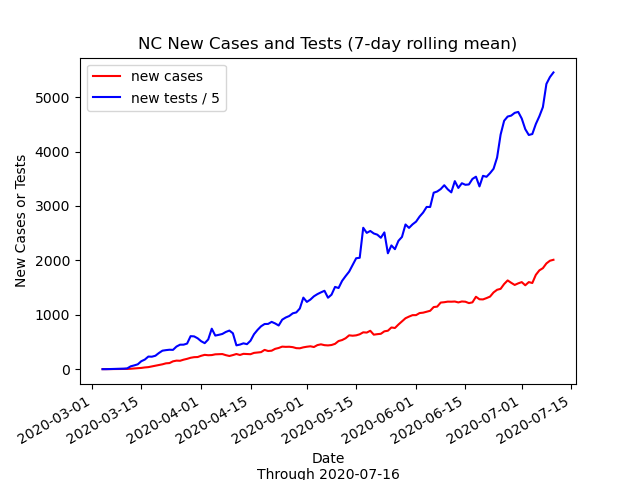 NC New Cases and Tests (7-day rolling mean)
new cases
new tests / 5
New Cases or Tests
5000
4000
3000
2000
1000
0
2020-03-01
2020-03-15
2020-04-01
2020-04-15
2020-05-01
2020-05-15
2020-06-01
2020-06-15
2020-07-01
2020-07-15
Date
Through 2020-07-16